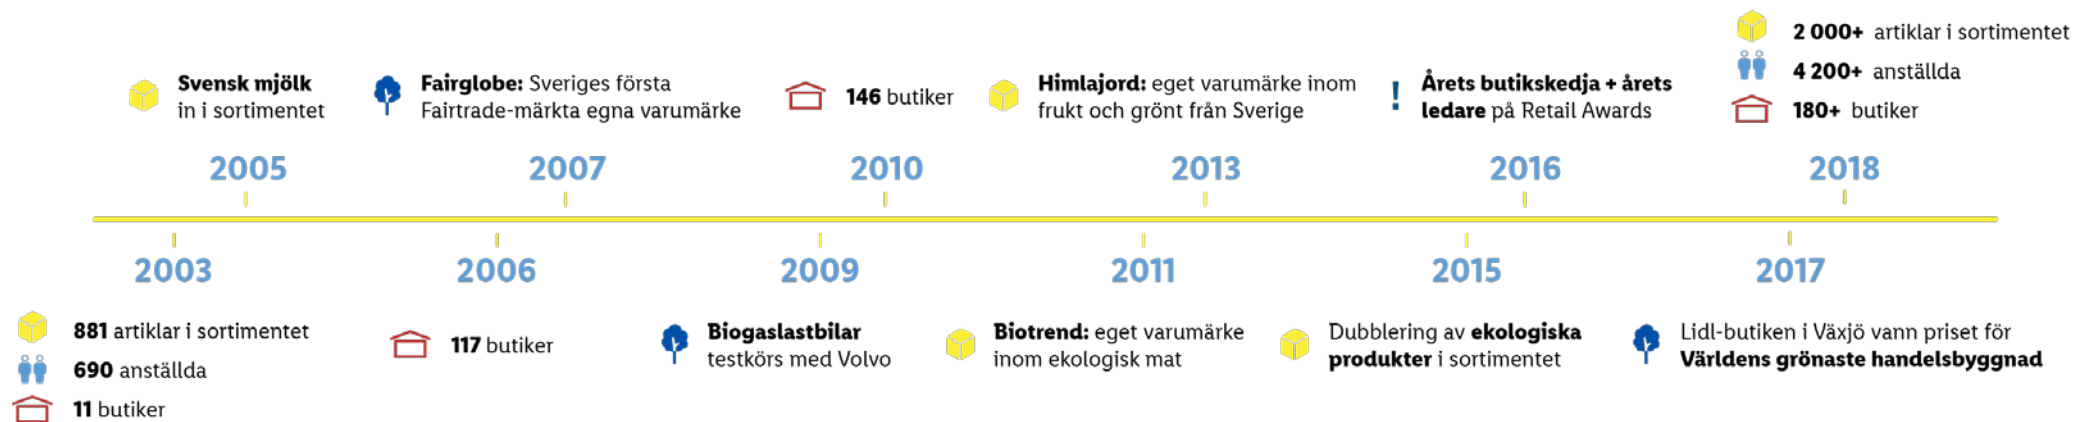 Svensk mjölk
in i sortimentet
2005
Fairglobe: Sveriges första
Fairtrade-märkta egna varumärke
2007
146 butiker
2010
Himlajord: eget varumärke inom
frukt och grönt från Sverige
2013
! Årets butikskedja + årets
ledare på Retail Awards
2016
2 000+ artiklar i sortimentet
4 200+ anställda
180+ butiker
2018
2003
881 artiklar i sortimentet
690 anställda
11 butiker
2006
117 butiker
2009
Biogaslastbilar
testkörs med Volvo
2011
Biotrend: eget varumärke
inom ekologisk mat
2015
Dubblering av ekologiska
produkter i sortimentet
2017
Lidl-butiken i Växjö vann priset för
Världens grönaste handelsbyggnad